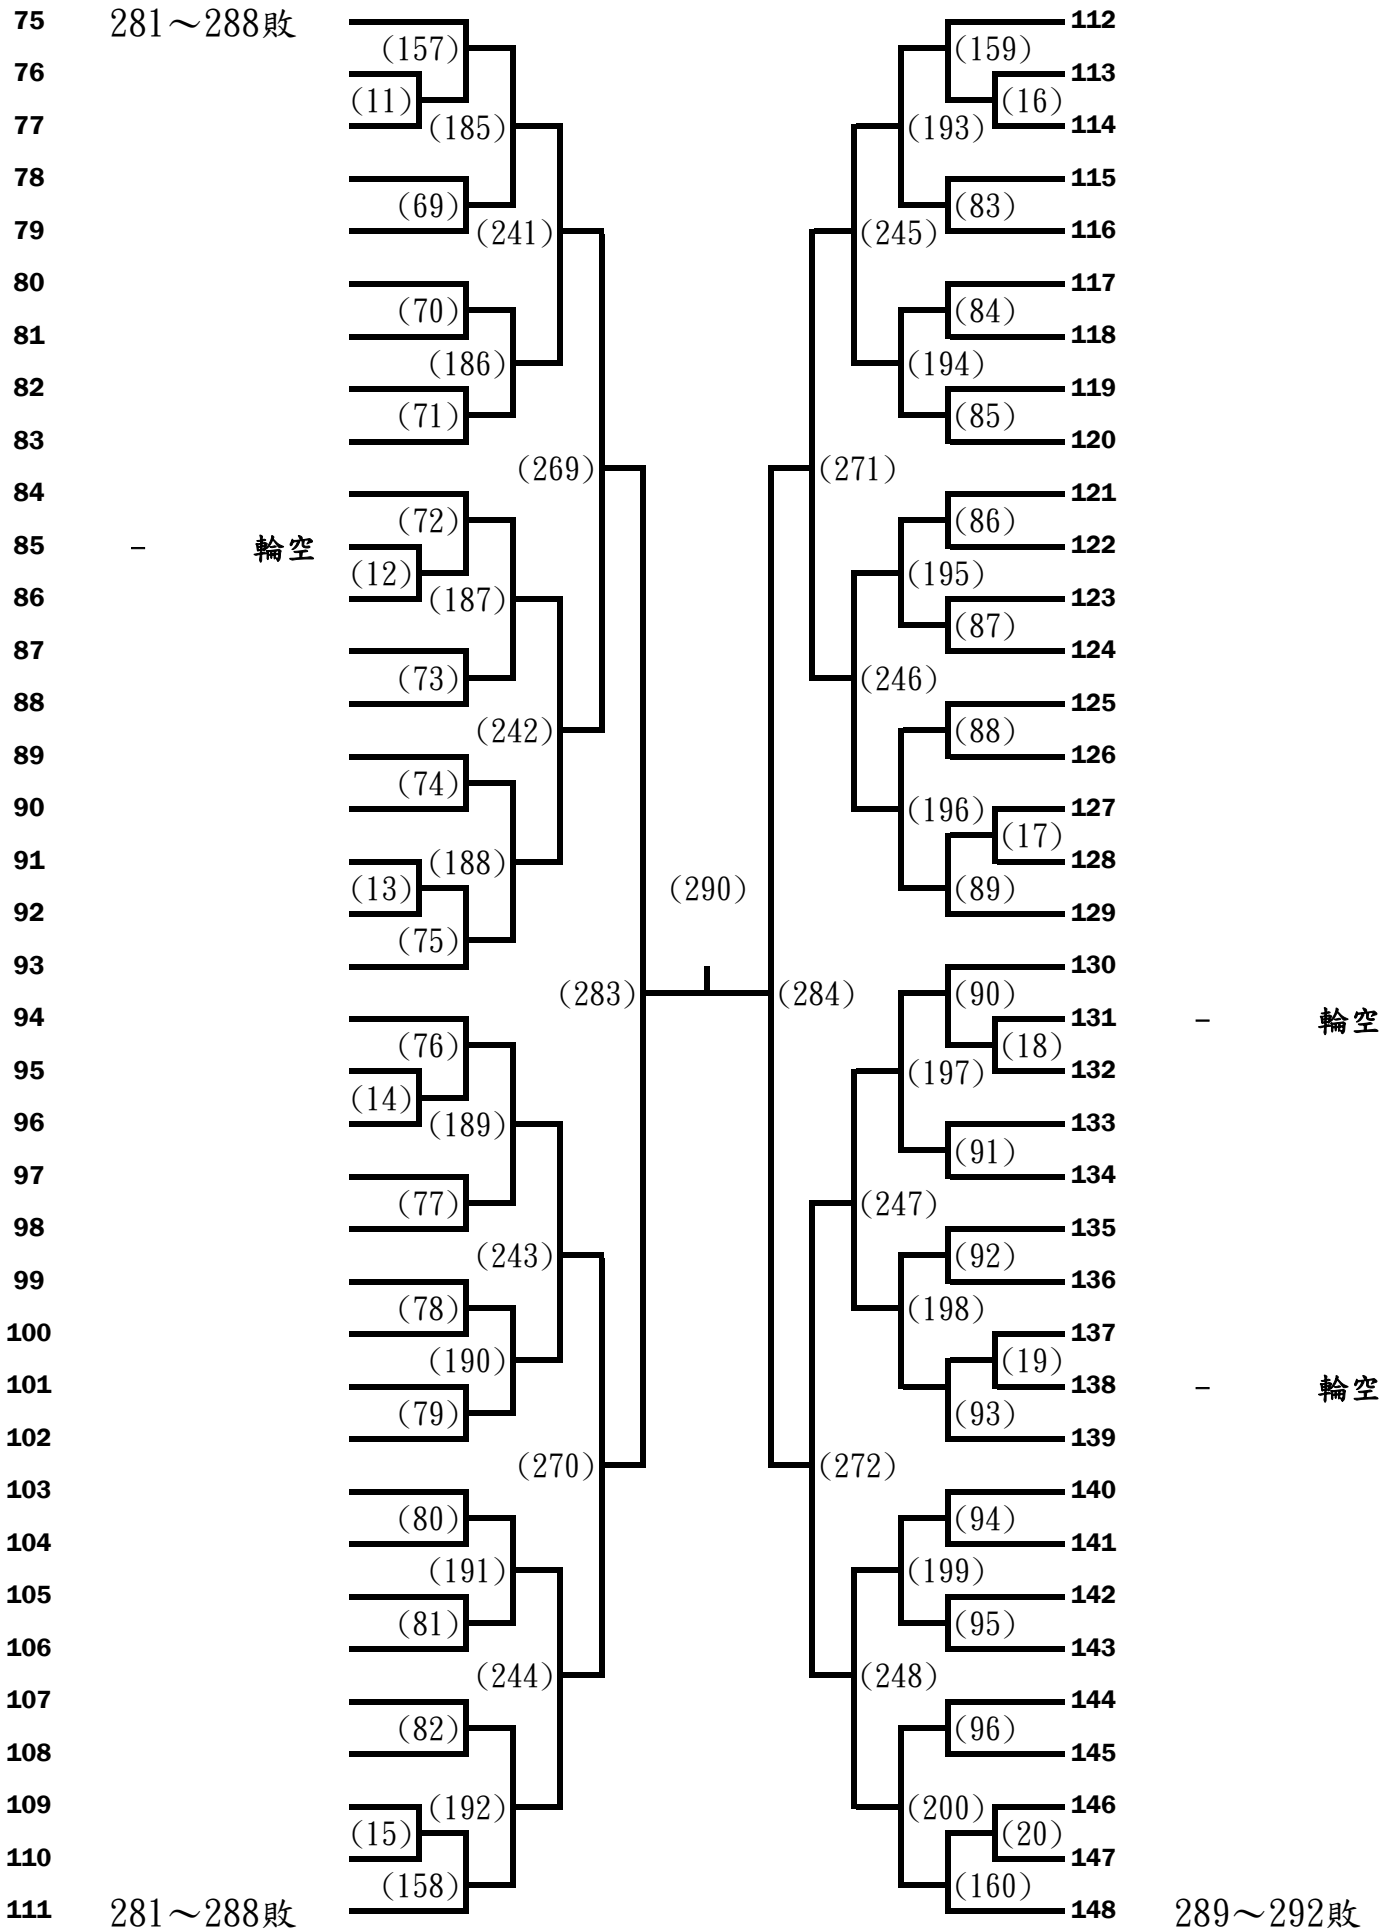 75 281～288敗 (157) (159) 112
76 (11) (16) 113
77 (185) (193) 114
78 (69) (83) 115
79 (241) (245) 116
80 (70) (84) 117
81 (186) (194) 118
82 (71) (85) 119
83 120
(269) (271)
84 (72) (86) 121
85 – 輪空 (12) (195) 122
86 (187) 123
87 (73) (87) 124
88 (242) (246) (88) 125
89 (74) 126
90 (196) 127
91 (13) (188) (17) 128
92 (75) (290) (89) 129
93 130
(283) (284) (90)
94 (76) (18) 131 – 輪空
95 (14) (197) 132
96 (189) 133
97 (77) (91) 134
98 (243) (247) (92) 135
99 (78) 136
100 (190) (198) 137
101 (79) (19) 138 – 輪空
102 (93) 139
(270) (272)
103 (80) (94) 140
104 (191) (199) 141
105 (81) (95) 142
106 143
(244) (248)
107 (82) (96) 144
108 145
109 (15) (192) (200) (20) 146
110 (158) (160) 147
111 281～288敗 148 289～292敗